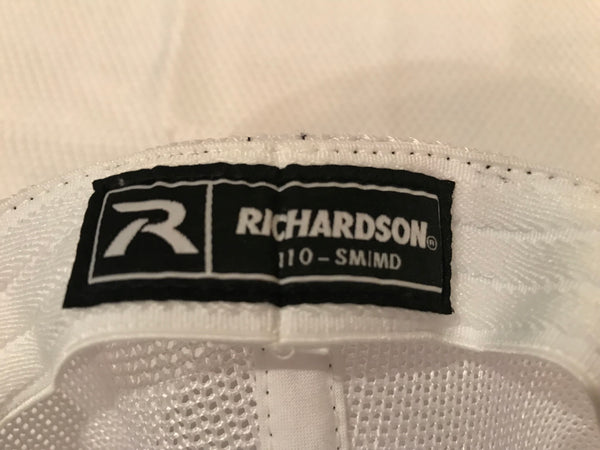 R
RICHARDSON®
110 - SM/MD